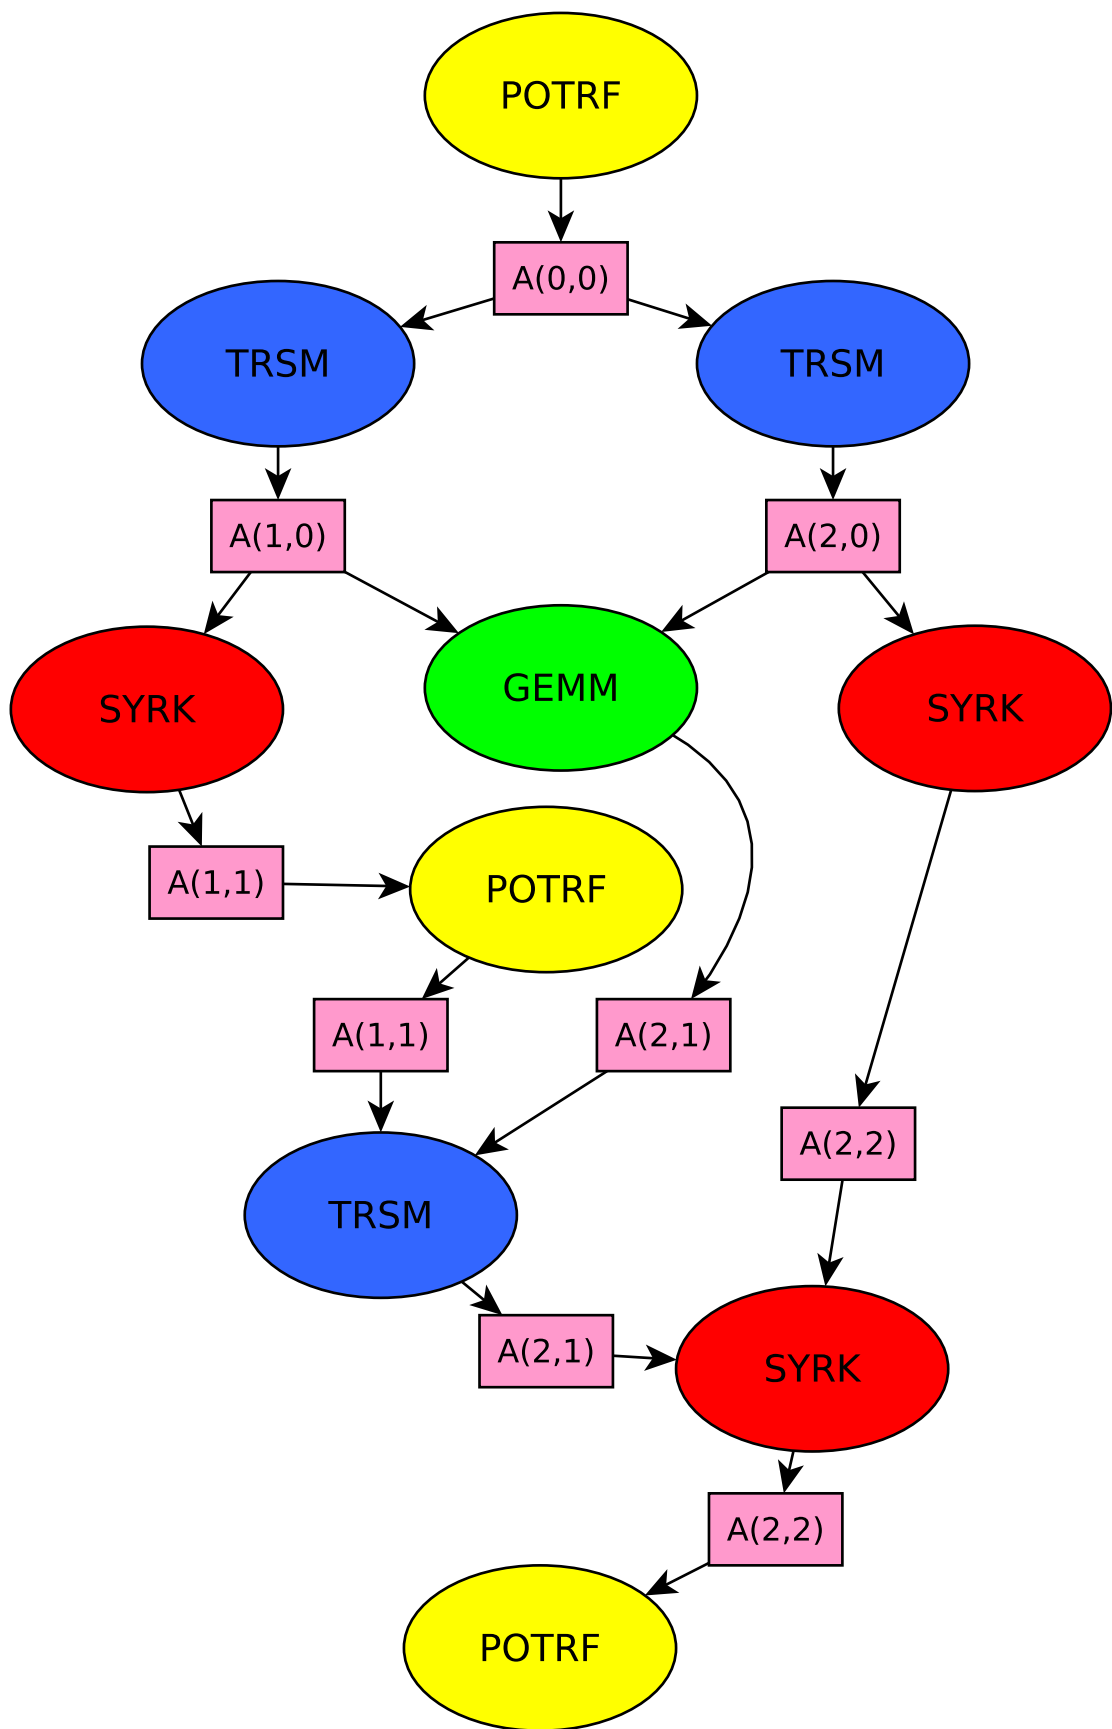 POTRF
A(0,0)
TRSM
TRSM
A(1,0)
A(2,0)
SYRK
GEMM
SYRK
A(1,1)
POTRF
A(1,1)
A(2,1)
A(2,2)
TRSM
A(2,1)
SYRK
A(2,2)
POTRF